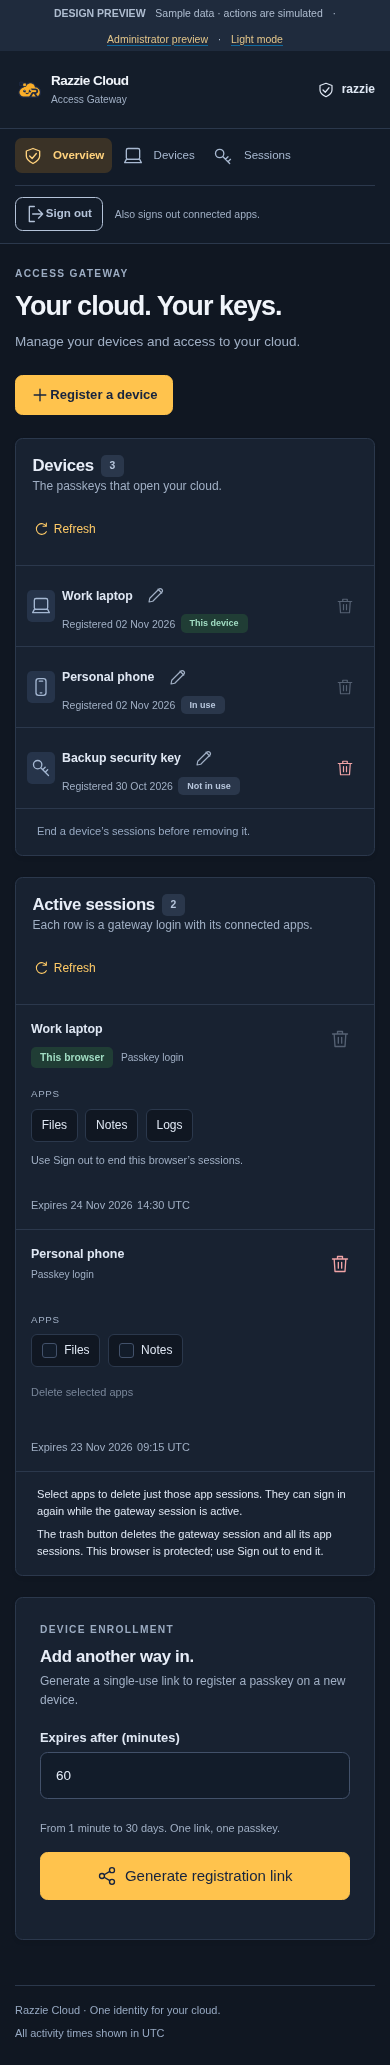 DESIGN PREVIEW Sample data · actions are simulated ·
Administrator preview · Light mode
Razzie Cloud
Access Gateway
razzie
Overview Devices Sessions
Sign out Also signs out connected apps.
ACCESS GATEWAY
Your cloud. Your keys.
Manage your devices and access to your cloud.
Register a device
Devices 3
The passkeys that open your cloud.
Refresh
Work laptop
Registered 02 Nov 2026 This device
Personal phone
Registered 02 Nov 2026 In use
Backup security key
Registered 30 Oct 2026 Not in use
End a device's sessions before removing it.
Active sessions 2
Each row is a gateway login with its connected apps.
Refresh
Work laptop
This browser Passkey login
APPS
Files Notes Logs
Use Sign out to end this browser's sessions.
Expires 24 Nov 2026 14:30 UTC
Personal phone
Passkey login
APPS
Files Notes
Delete selected apps
Expires 23 Nov 2026 09:15 UTC
Select apps to delete just those app sessions. They can sign in
again while the gateway session is active.
The trash button deletes the gateway session and all its app
sessions. This browser is protected; use Sign out to end it.
DEVICE ENROLLMENT
Add another way in.
Generate a single-use link to register a passkey on a new
device.
Expires after (minutes)
60
From 1 minute to 30 days. One link, one passkey.
Generate registration link
Razzie Cloud · One identity for your cloud.
All activity times shown in UTC